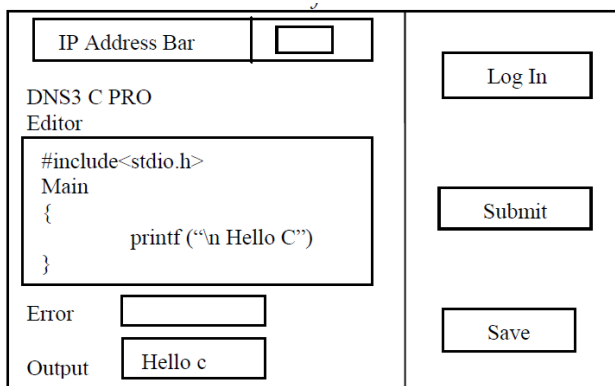 IP Address Bar
DNS3 C PRO
Editor
#include<stdio.h>
Main
{
printf (“\n Hello C”)
}
Error
Output
Hello c
Log In
Submit
Save